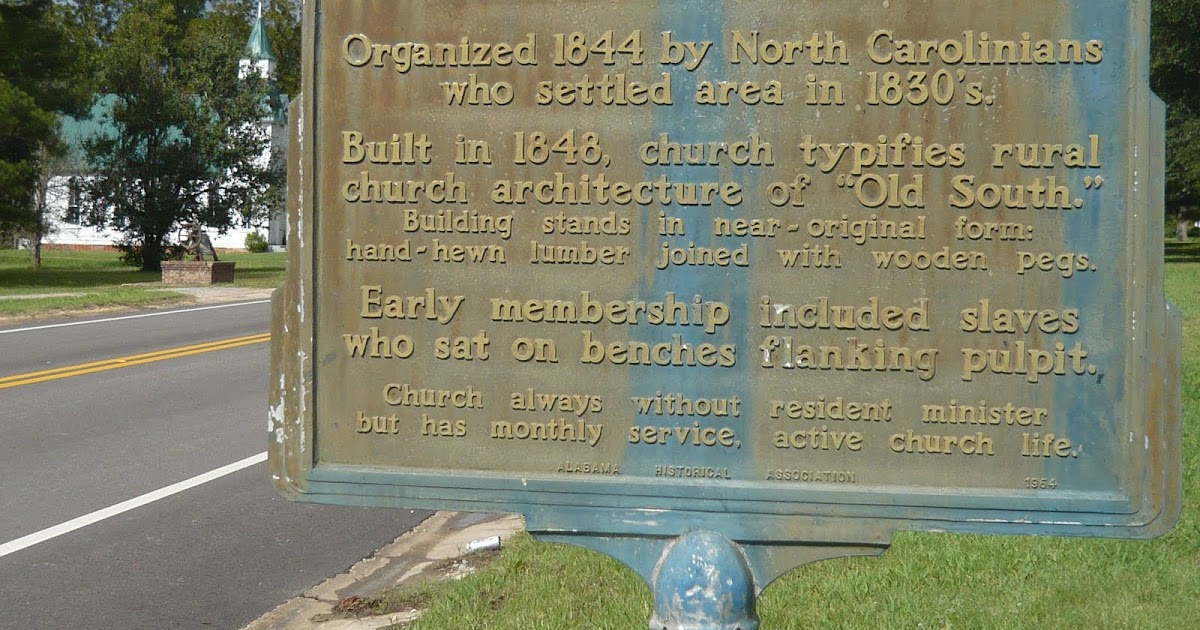 Organized 1844 by North Carolinians
who settled area in 1830's.
Built in 1848, church typifies rural
church architecture of "Old South."
Building stands in near-original form:
hand-hewn lumber joined with wooden pegs.
Early membership included slaves
who sat on benches flanking pulpit.
Church always without resident minister
but has monthly service, active church life.
ALABAMA HISTORICAL ASSOCIATION 1954